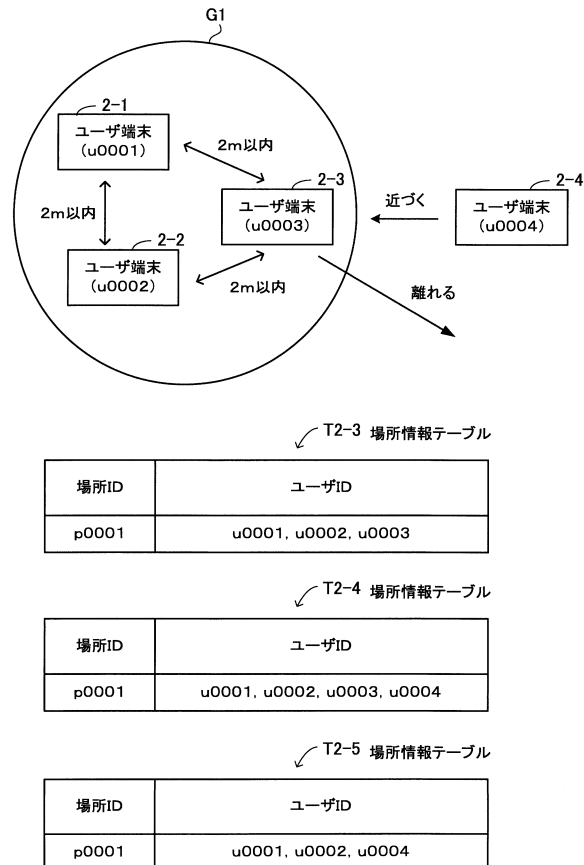 G1
2-1
ユーザ端末
(u0001)
2m以内
2-3
ユーザ端末
(u0003)
近づく
2-4
ユーザ端末
(u0004)
2m以内
2-2
ユーザ端末
(u0002)
2m以内
離れる
T2-3 場所情報テーブル
場所ID ユーザID
p0001 u0001, u0002, u0003
T2-4 場所情報テーブル
場所ID ユーザID
p0001 u0001, u0002, u0003, u0004
T2-5 場所情報テーブル
場所ID ユーザID
p0001 u0001, u0002, u0004